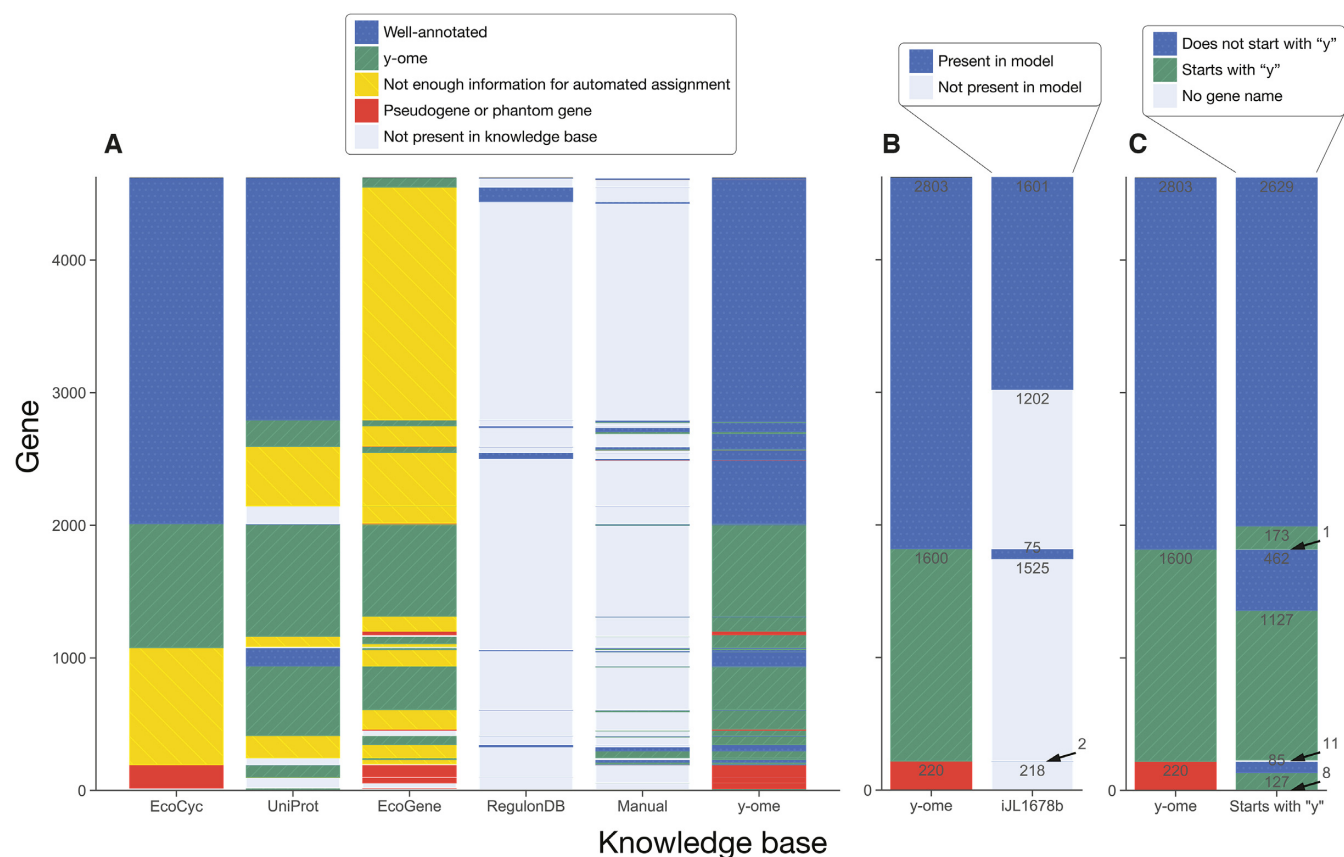 Well-annotated
y-ome
Not enough information for automated assignment
Pseudogene or phantom gene
Not present in knowledge base
Present in model
Not present in model
Does not start with “y”
Starts with “y”
No gene name
A
B
C
Gene
4000
3000
2000
1000
0
EcoCyc
UniProt
EcoGene
RegulonDB
Manual
y-ome
2803
1600
220
1601
1202
75
1525
2
218
0
y-ome
iJL1678b
2803
1600
220
2629
173
1
462
1127
11
85
8
127
0
y-ome
Starts with "y"
Knowledge base